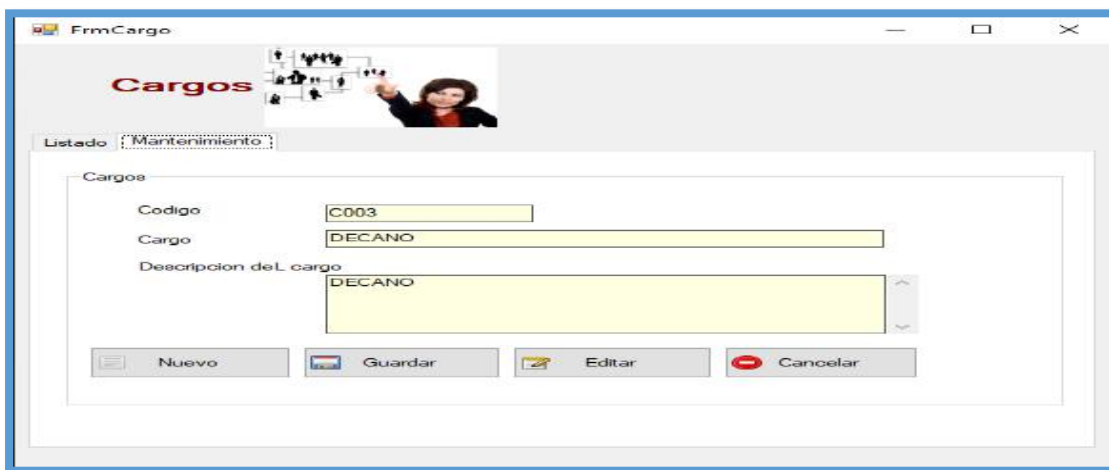 FrmCargo
Cargos
Listado Mantenimiento
Cargos
Codigo C003
Cargo DECANO
Descripcion deL cargo
DECANO
Nuevo Guardar Editar Cancelar